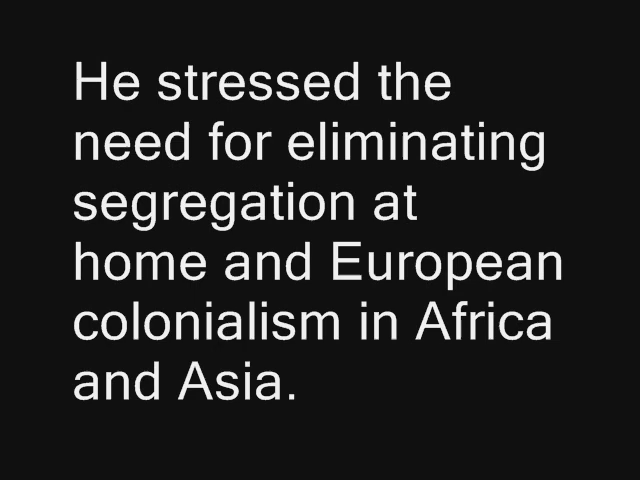 He stressed the
need for eliminating
segregation at
home and European
colonialism in Africa
and Asia.